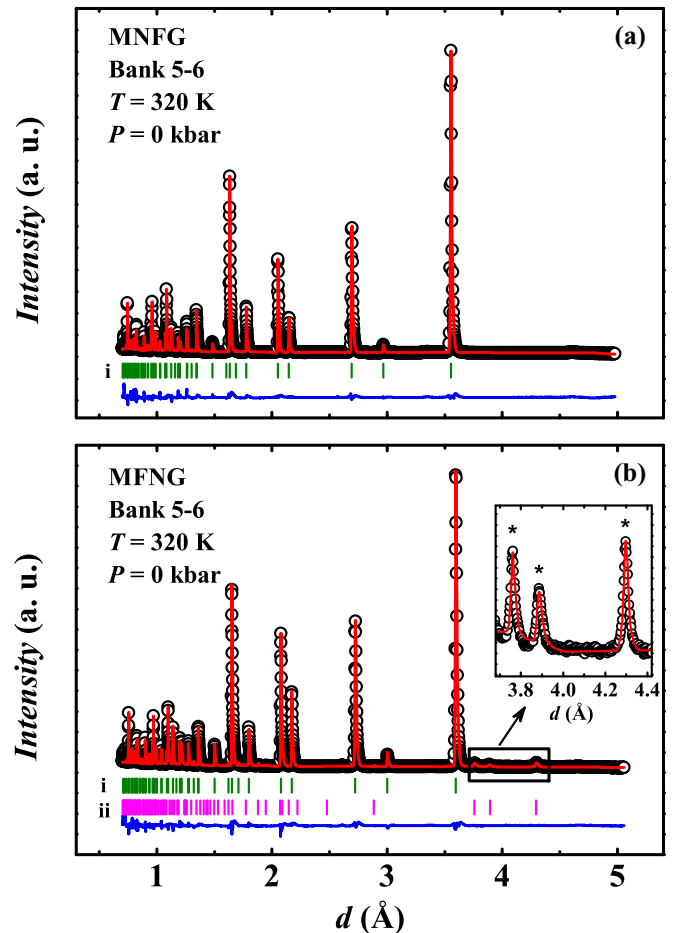 MNFG
(a)
Bank 5-6
T = 320 K
P = 0 kbar
Intensity (a. u.)
i
MFNG
(b)
Bank 5-6
T = 320 K
P = 0 kbar
Intensity (a. u.)
* * *
3.8 4.0 4.2 4.4
d (Å)
i
ii
1 2 3 4 5
d (Å)